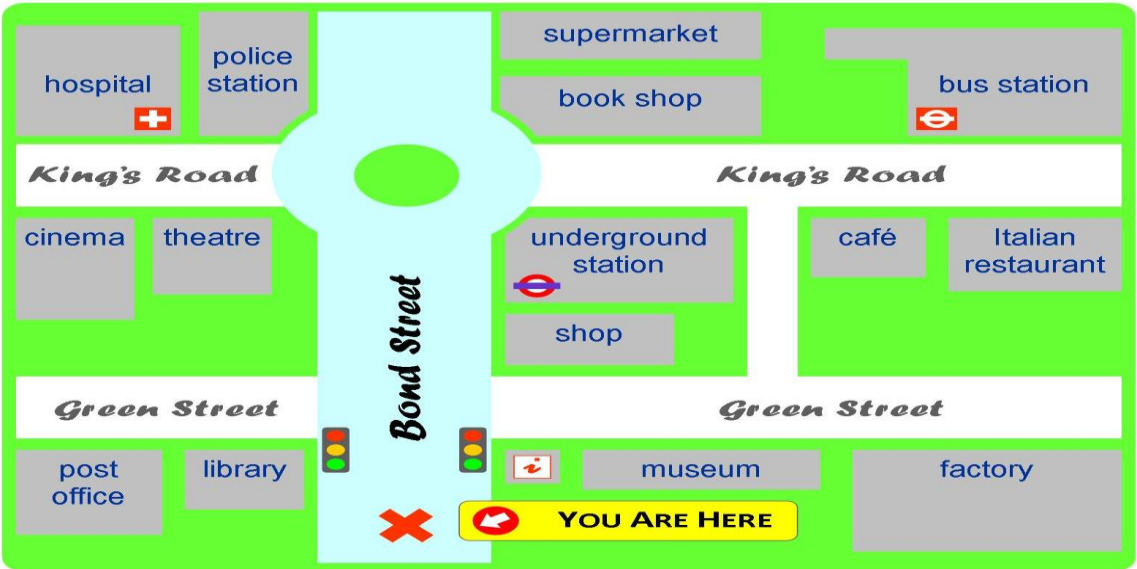 supermarket
police
station
hospital
bus station
book shop
King's Road
King's Road
cinema
theatre
underground
station
café
Italian
restaurant
Bond Street
shop
Green Street
Green Street
post
office
library
i
museum
factory
YOU ARE HERE